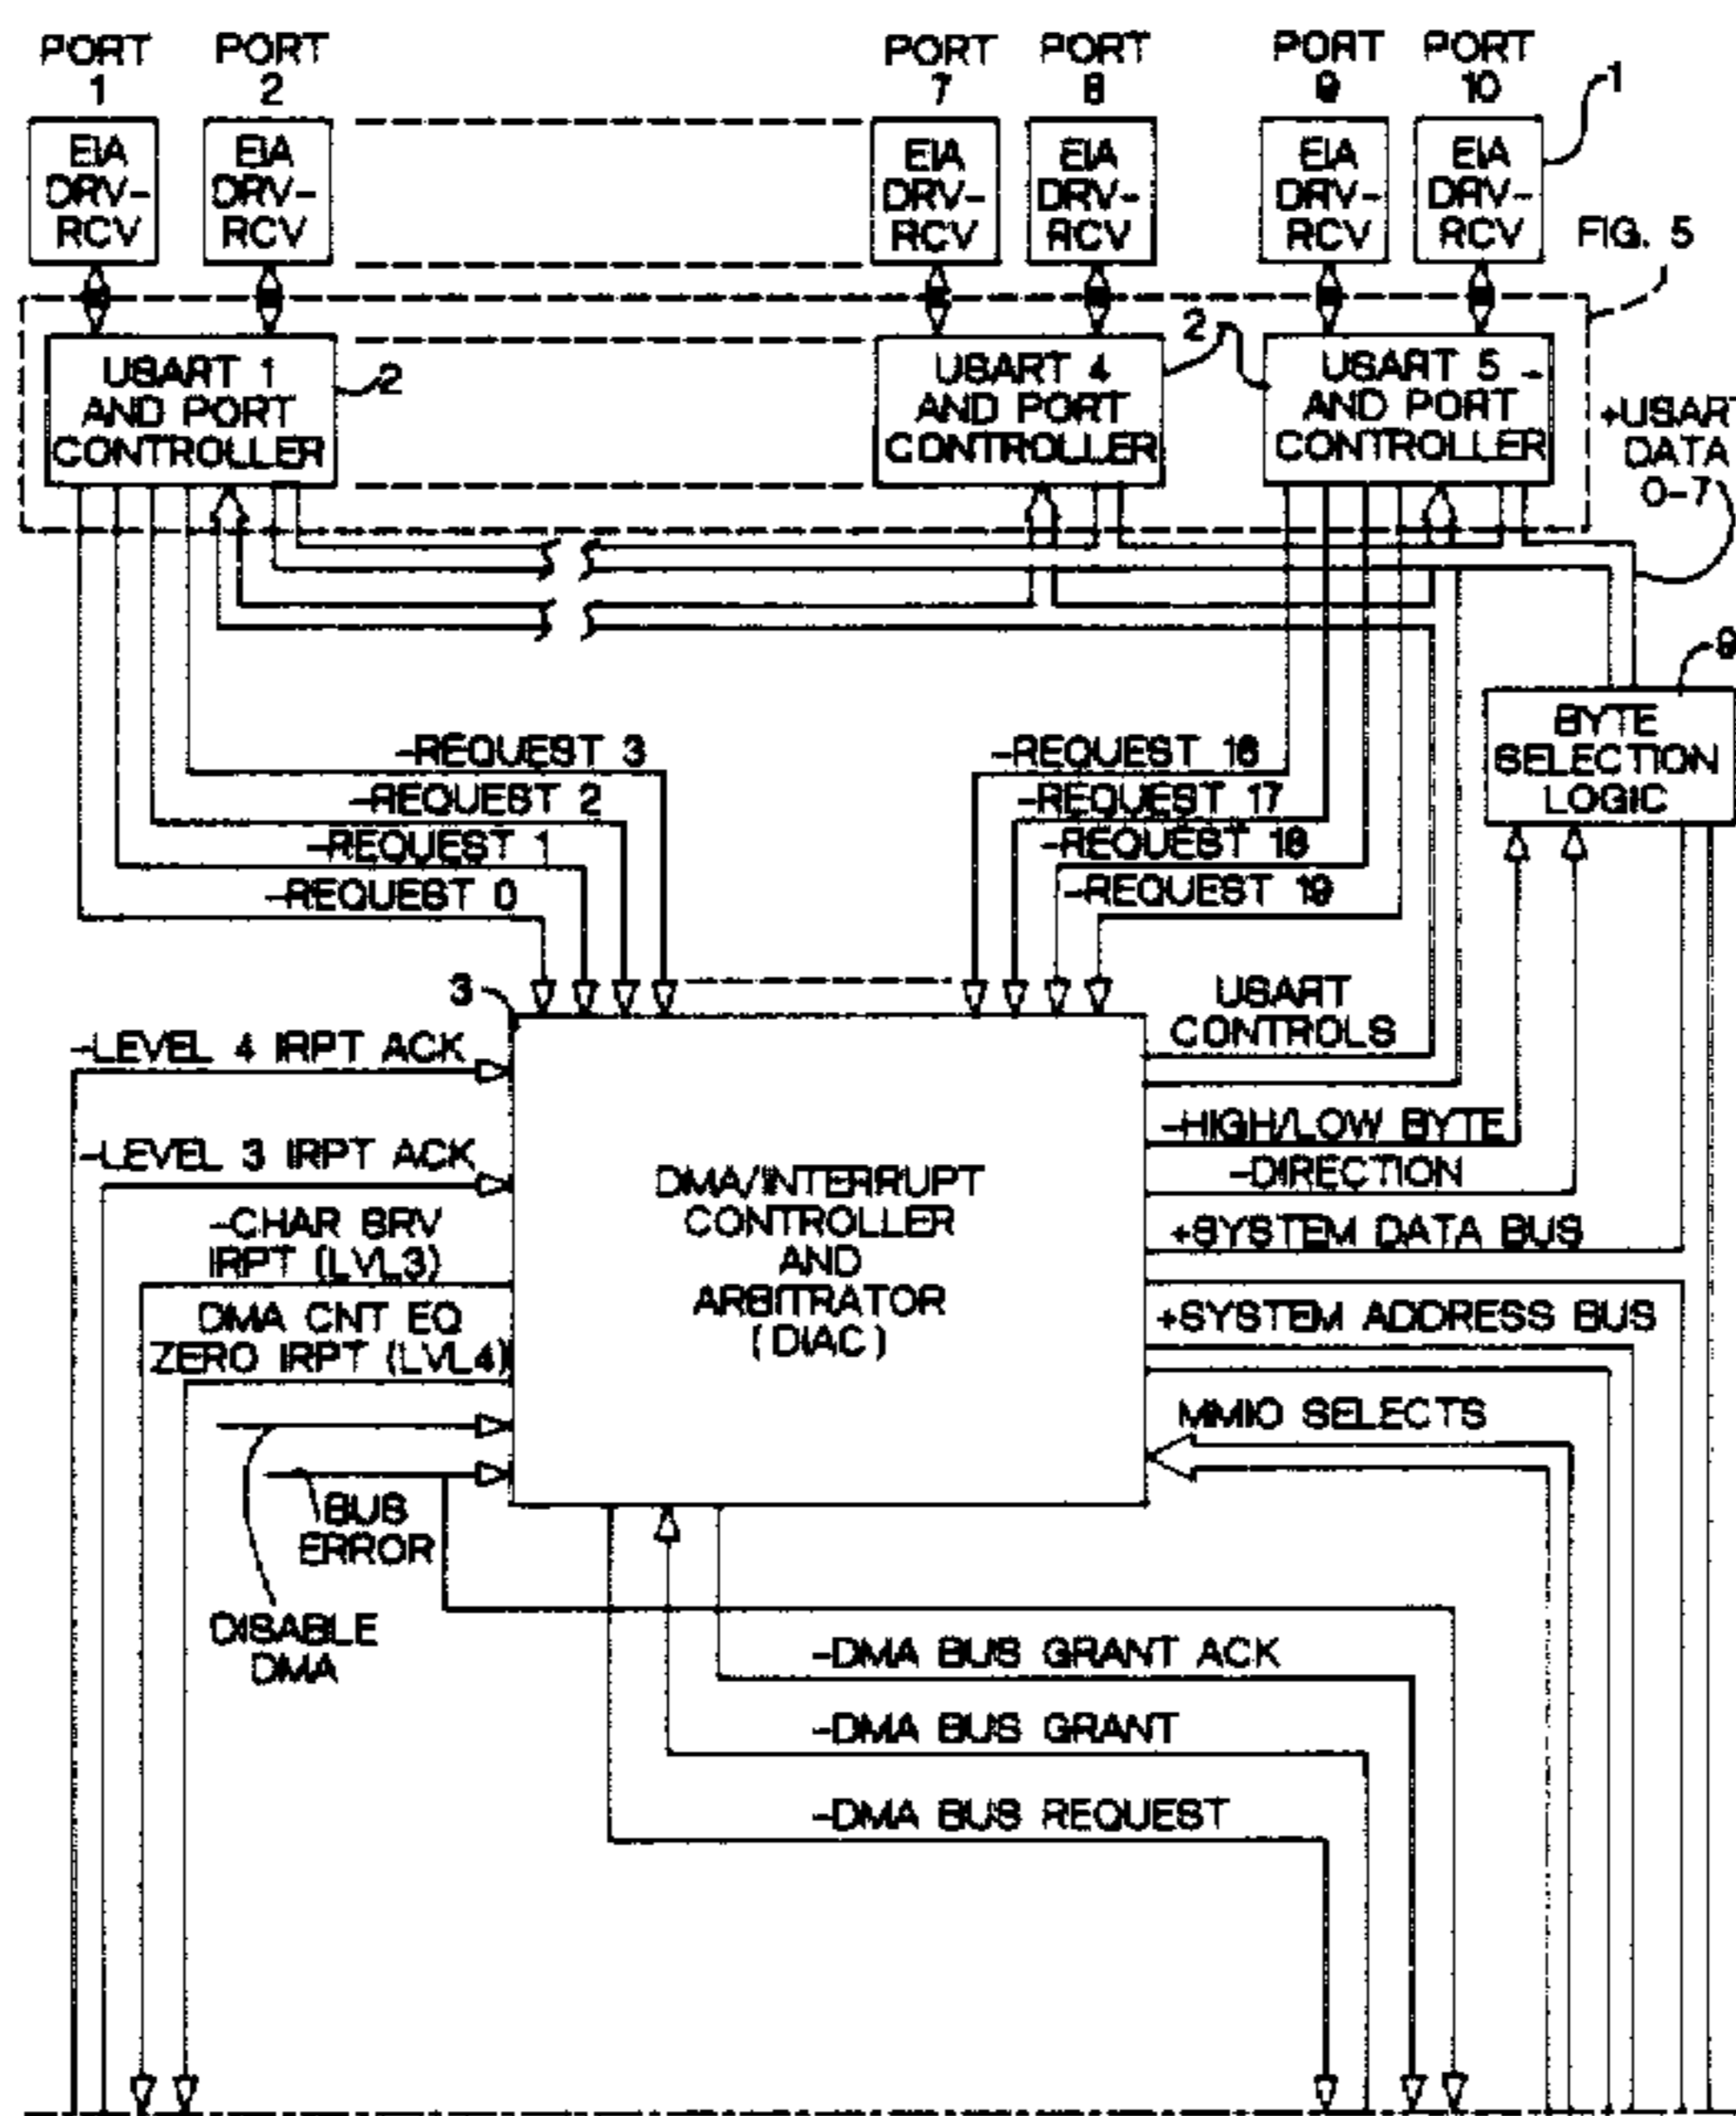 PORT 1
PORT 2
PORT 7
PORT 8
PORT 9
PORT 10
1
EIA DRV-RCV
EIA DRV-RCV
EIA DRV-RCV
EIA DRV-RCV
EIA DRV-RCV
EIA DRV-RCV
FIG. 5
USART 1
AND PORT
CONTROLLER
2
USART 4
AND PORT
CONTROLLER
2
USART 5
AND PORT
CONTROLLER
+USART
DATA
0-7
9
BYTE
SELECTION
LOGIC
-REQUEST 3
-REQUEST 2
-REQUEST 1
-REQUEST 0
-REQUEST 16
-REQUEST 17
-REQUEST 18
-REQUEST 19
3
-LEVEL 4 IRPT ACK
-LEVEL 3 IRPT ACK
-CHAR SRV
IRPT (LVL3)
DMA CNT EQ
ZERO IRPT (LVL4)
BUS
ERROR
DISABLE
DMA
DMA/INTERRUPT
CONTROLLER
AND
ARBITRATOR
(DIAC)
USART
CONTROLS
-HIGH/LOW BYTE
-DIRECTION
+SYSTEM DATA BUS
+SYSTEM ADDRESS BUS
MMIO SELECTS
-DMA BUS GRANT ACK
-DMA BUS GRANT
-DMA BUS REQUEST